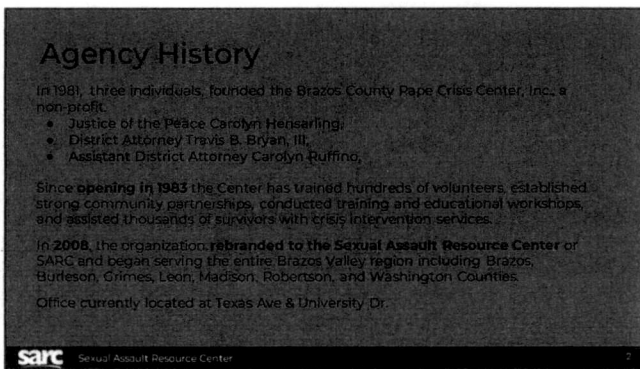 Agency History
In 1981, three individuals, founded the Brazos County Rape Crisis Center, Inc., a
non-profit.
• Justice of the Peace Carolyn Hensarling,
• District Attorney Travis B. Bryan, III,
• Assistant District Attorney Carolyn Ruffino,
Since opening in 1983 the Center has trained hundreds of volunteers, established
strong community partnerships, conducted training and educational workshops,
and assisted thousands of survivors with crisis intervention services.
In 2008, the organization rebranded to the Sexual Assault Resource Center or
SARC and began serving the entire Brazos Valley region including Brazos,
Burleson, Grimes, Leon, Madison, Robertson, and Washington Counties.
Office currently located at Texas Ave & University Dr.
sarc Sexual Assault Resource Center 2